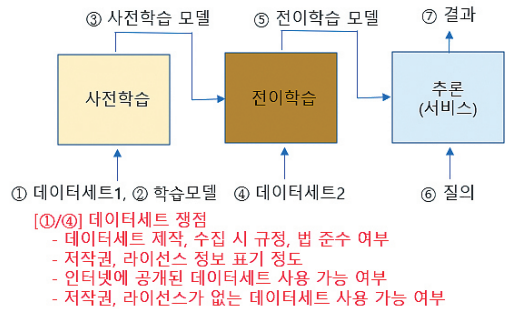 ③ 사전학습 모델
⑤ 전이학습 모델
⑦ 결과
사전학습
전이학습
추론
(서비스)
① 데이터세트1, ② 학습모델
④ 데이터세트2
⑥ 질의
[①/④] 데이터세트 쟁점
- 데이터세트 제작, 수집 시 규정, 법 준수 여부
- 저작권, 라이선스 정보 표기 정도
- 인터넷에 공개된 데이터세트 사용 가능 여부
- 저작권, 라이선스가 없는 데이터세트 사용 가능 여부